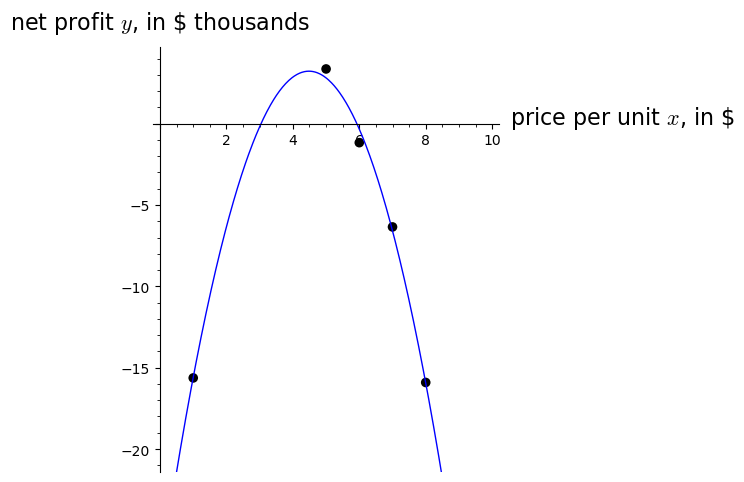 net profit y, in $ thousands
price per unit x, in $
2 4 6 8 10
−5
−10
−15
−20